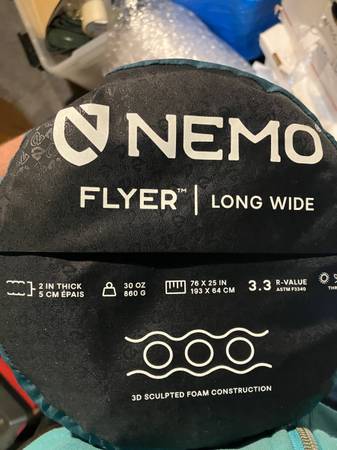 NEMO®
FLYER™ | LONG WIDE
2 IN THICK
5 CM ÉPAIS
30 OZ
860 G
76 X 25 IN
193 X 64 CM
3.3 R-VALUE
ASTM F3340
3D SCULPTED FOAM CONSTRUCTION